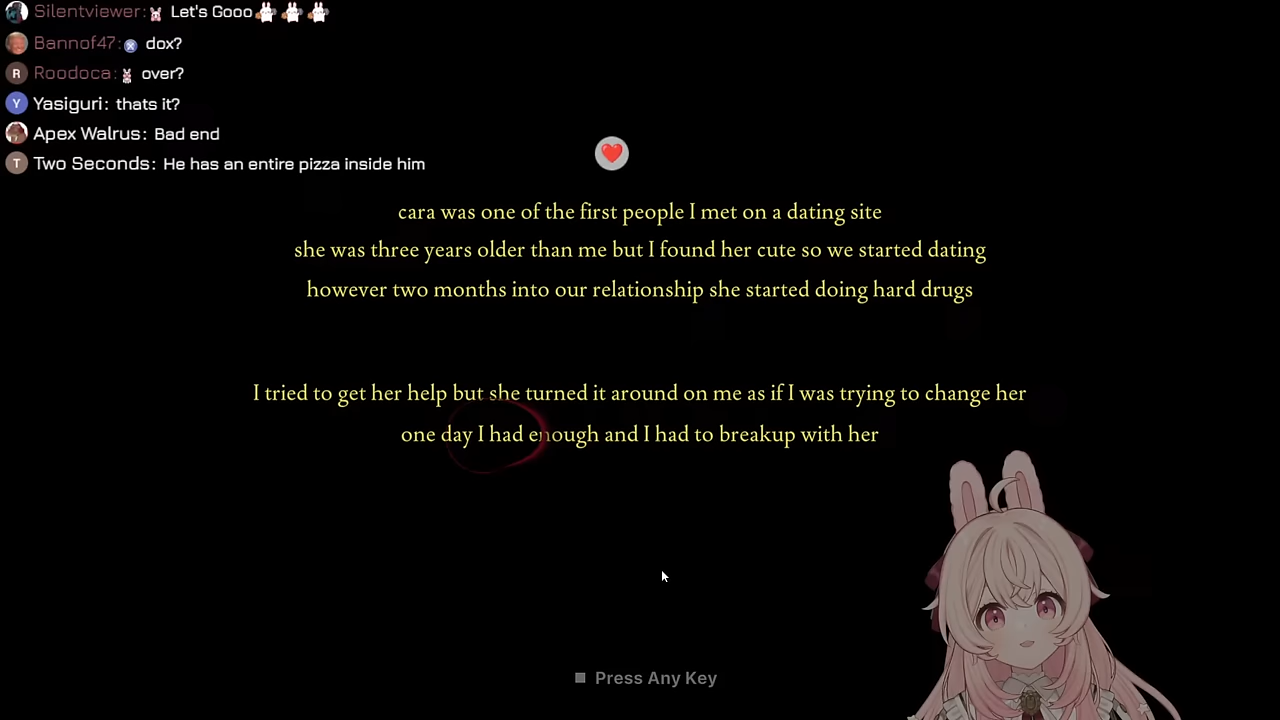 Silentviewer: Let's Gooo
Bannof47: dox?
R Roodoca: over?
Y Yasiguri: thats it?
Apex Walrus: Bad end
T Two Seconds: He has an entire pizza inside him
cara was one of the first people I met on a dating site
she was three years older than me but I found her cute so we started dating
however two months into our relationship she started doing hard drugs
I tried to get her help but she turned it around on me as if I was trying to change her
one day I had enough and I had to breakup with her
Press Any Key